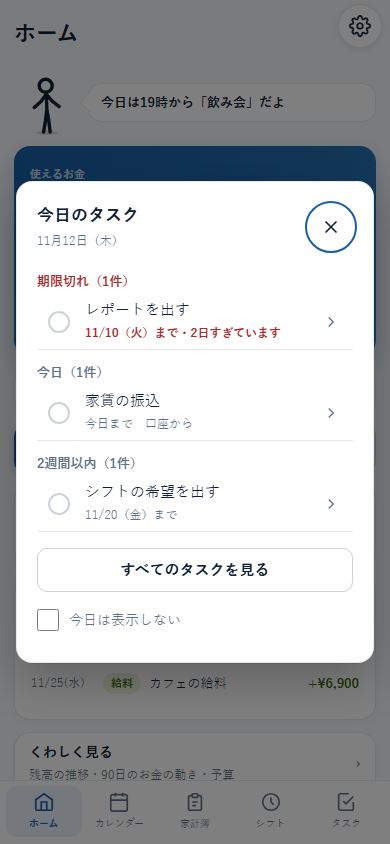 ホーム
今日は19時から「飲み会」だよ
使えるお金
今日のタスク
11月12日（木）
期限切れ（1件）
レポートを出す
11/10（火）まで・2日すぎています
今日（1件）
家賃の振込
今日まで　口座から
2週間以内（1件）
シフトの希望を出す
11/20（金）まで
すべてのタスクを見る
今日は表示しない
11/25(水) 給料 カフェの給料 +¥6,900
くわしく見る
残高の推移・90日のお金の動き・予算
ホーム カレンダー 家計簿 シフト タスク